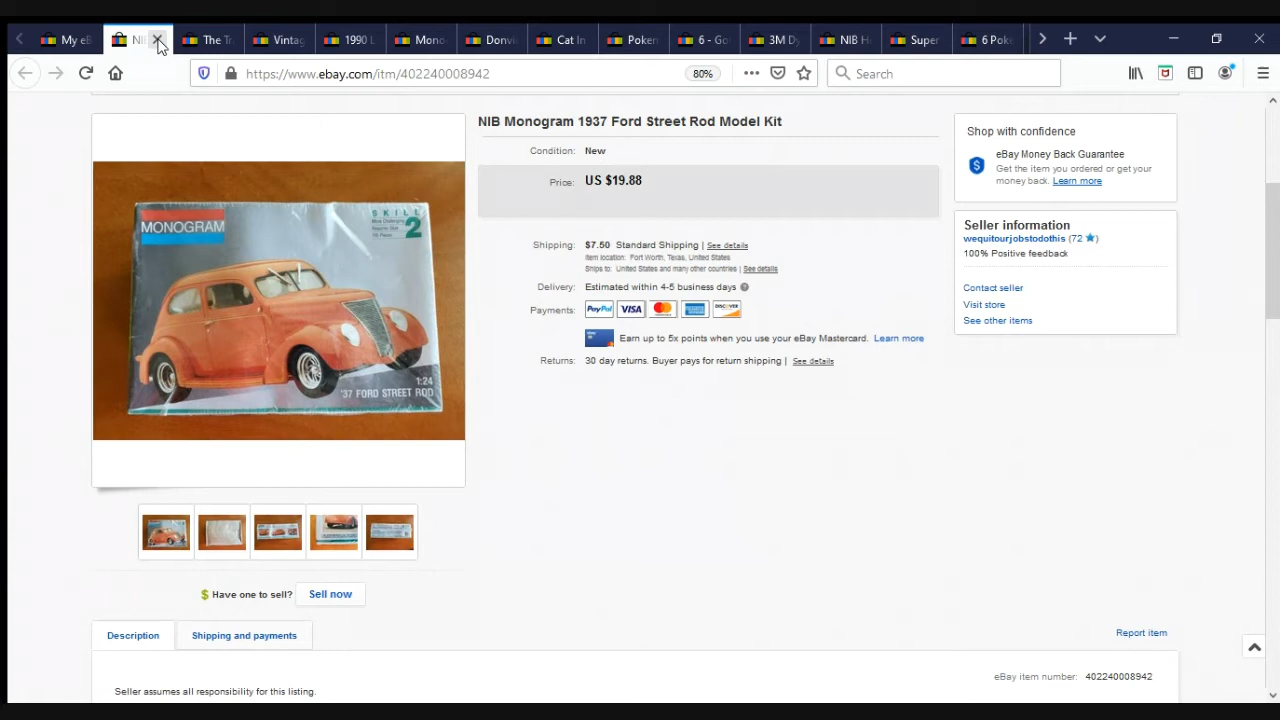 My eB
NI
The Tr
Vintag
1990 L
Mono
Donvi
Cat In
Poken
6 - Go
3M Dy
NIB H
Super
6 Poke
https://www.ebay.com/itm/402240008942
80%
Search
NIB Monogram 1937 Ford Street Rod Model Kit
Condition: New
Price: US $19.88
Shipping: $7.50 Standard Shipping | See details
Item location: Fort Worth, Texas, United States
Ships to: United States and many other countries | See details
Delivery: Estimated within 4-5 business days
Payments: PayPal VISA MasterCard DISCOVER
Earn up to 5x points when you use your eBay Mastercard. Learn more
Returns: 30 day returns. Buyer pays for return shipping | See details
Shop with confidence
eBay Money Back Guarantee
Get the item you ordered or get your
money back. Learn more
Seller information
wequitourjobstodothis (72 )
100% Positive feedback
Contact seller
Visit store
See other items
MONOGRAM
SKILL
2
1:24
'37 FORD STREET ROD
$ Have one to sell? Sell now
Description
Shipping and payments
Report item
eBay item number: 402240008942
Seller assumes all responsibility for this listing.